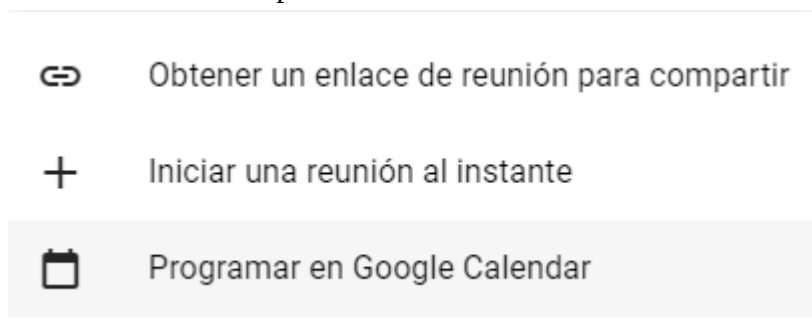 Obtener un enlace de reunión para compartir
Iniciar una reunión al instante
Programar en Google Calendar